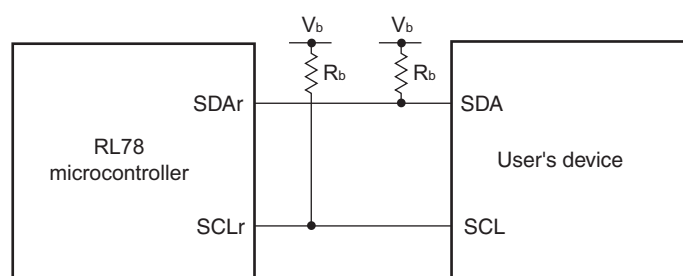 Vb
Vb
Rb
Rb
SDAr
SDA
RL78
microcontroller
User's device
SCLr
SCL